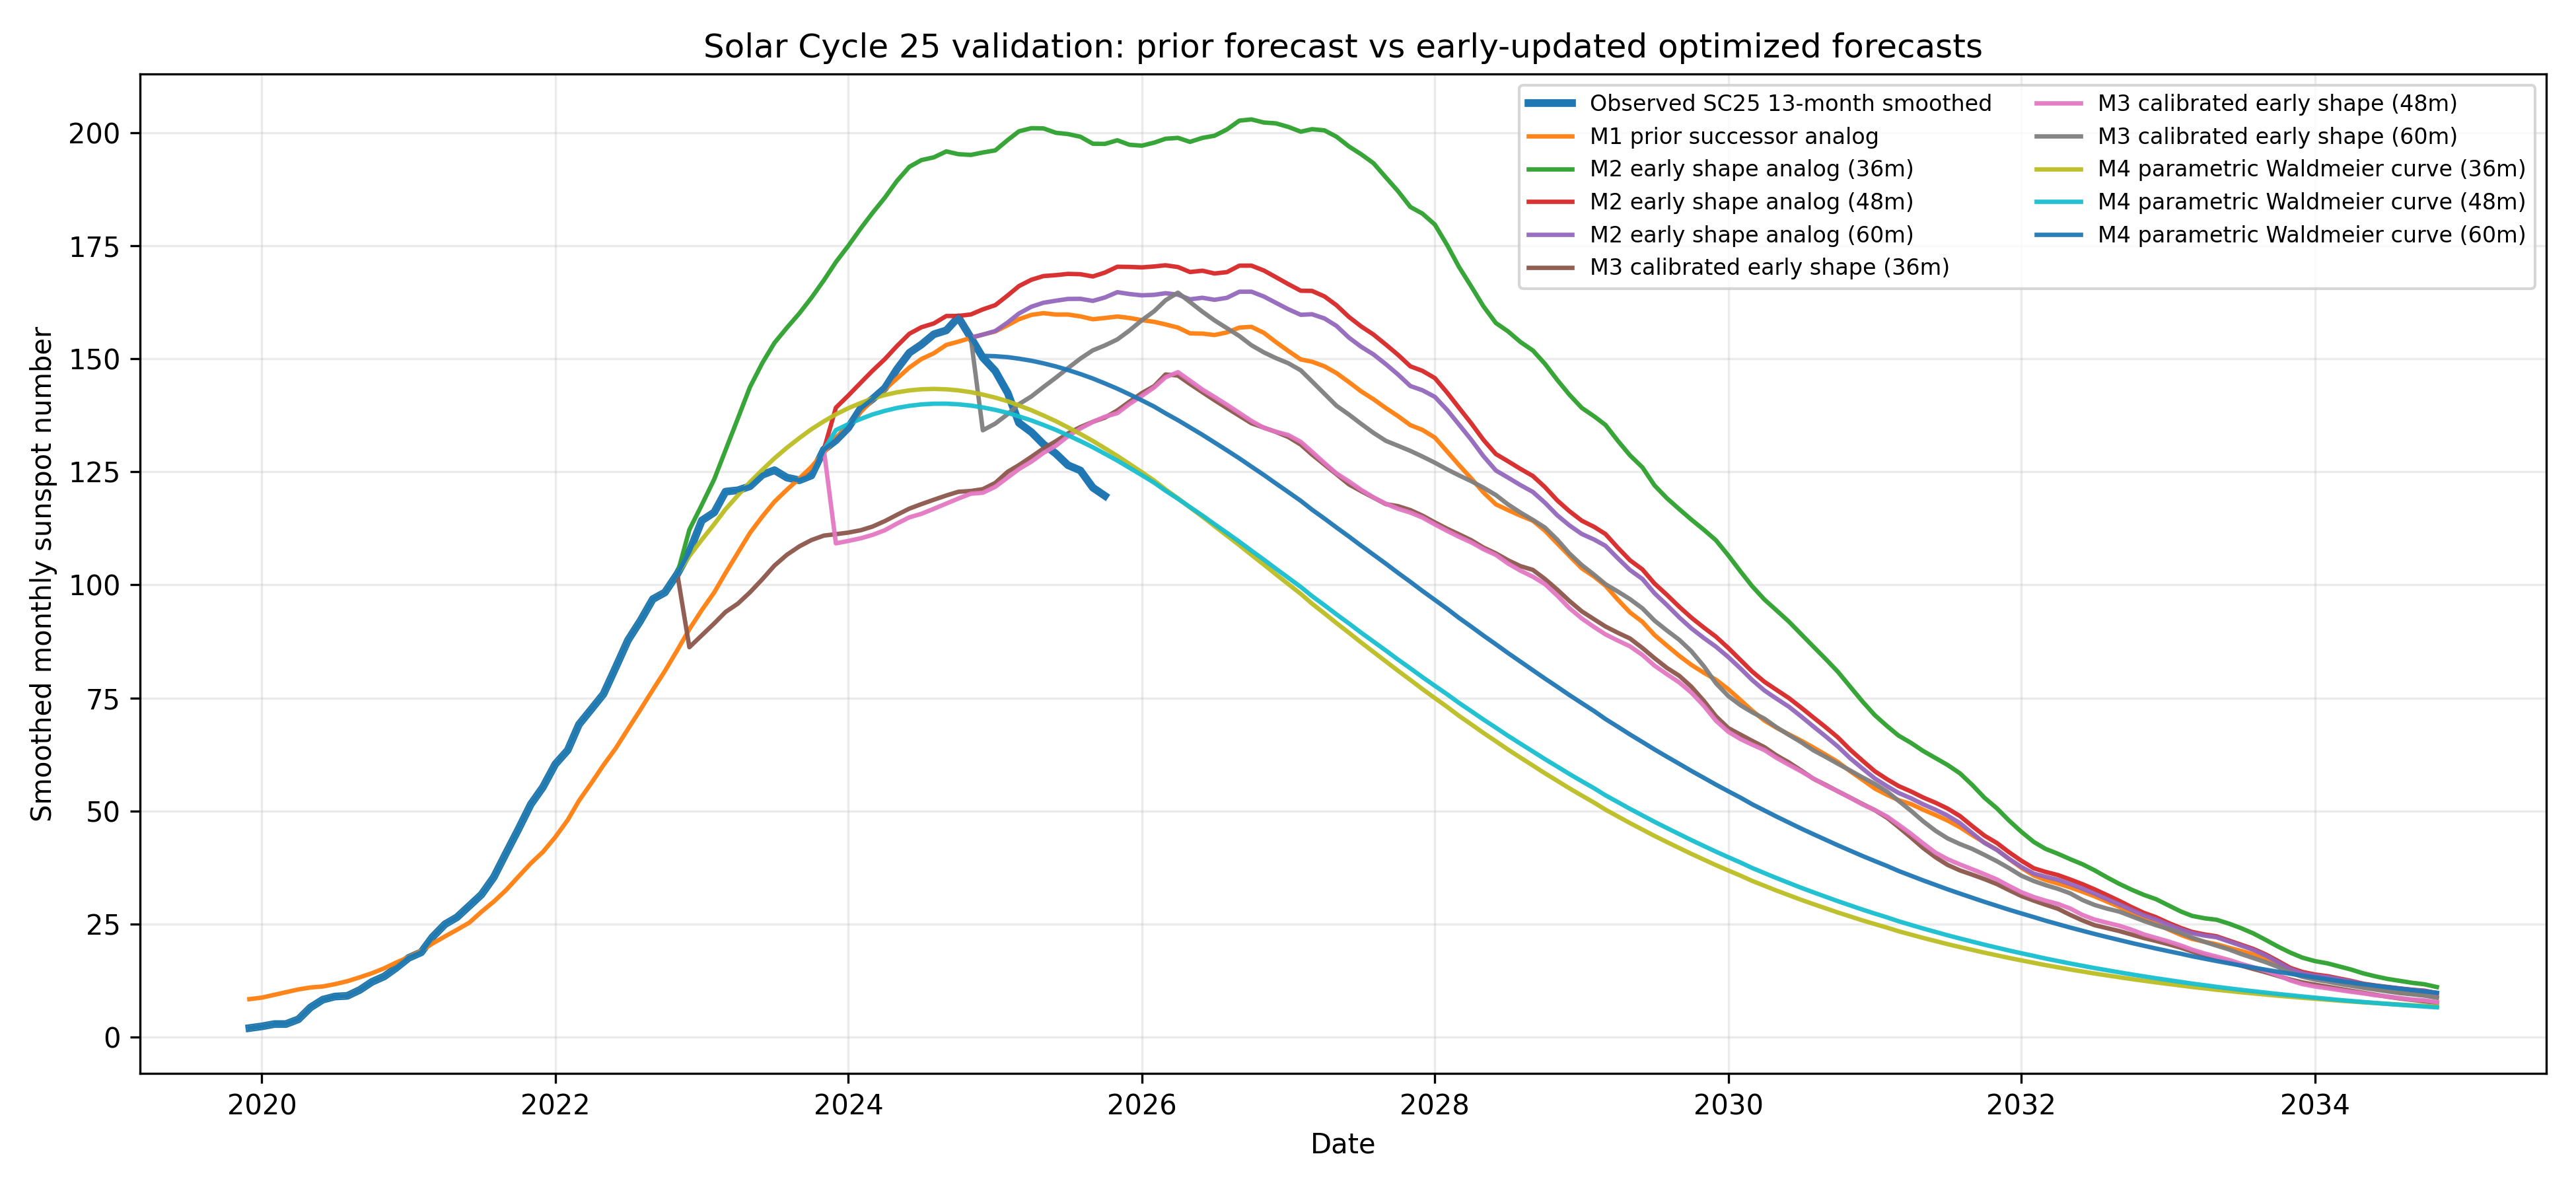 Solar Cycle 25 validation: prior forecast vs early-updated optimized forecasts
Observed SC25 13-month smoothed
M1 prior successor analog
M2 early shape analog (36m)
M2 early shape analog (48m)
M2 early shape analog (60m)
M3 calibrated early shape (36m)
M3 calibrated early shape (48m)
M3 calibrated early shape (60m)
M4 parametric Waldmeier curve (36m)
M4 parametric Waldmeier curve (48m)
M4 parametric Waldmeier curve (60m)
Smoothed monthly sunspot number
200
175
150
125
100
75
50
25
0
2020 2022 2024 2026 2028 2030 2032 2034
Date